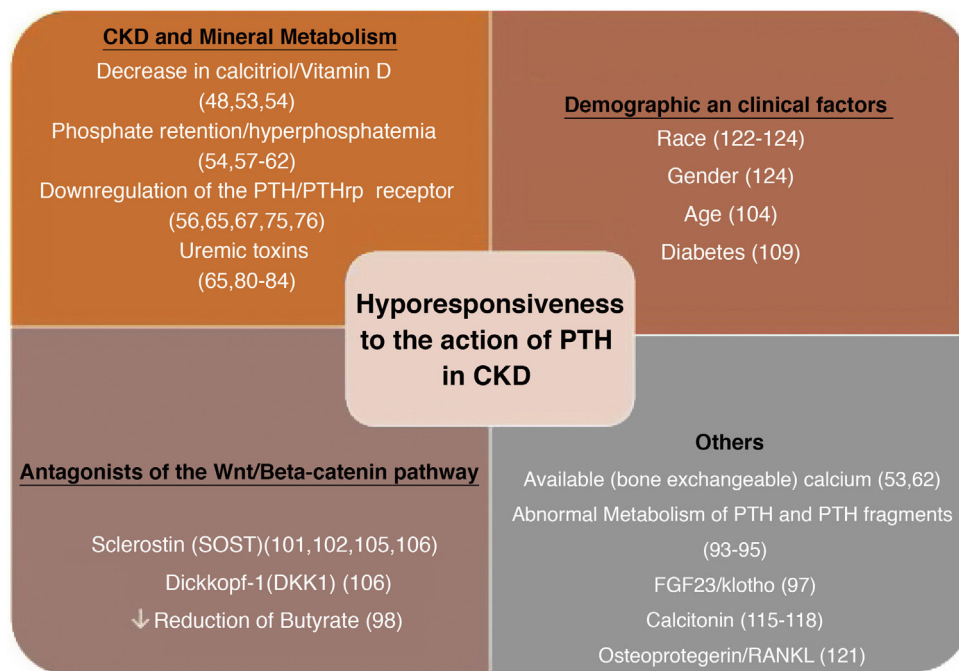 CKD and Mineral Metabolism
Decrease in calcitriol/Vitamin D
(48,53,54)
Phosphate retention/hyperphosphatemia
(54,57-62)
Downregulation of the PTH/PTHrp receptor
(56,65,67,75,76)
Uremic toxins
(65,80-84)
Demographic an clinical factors
Race (122-124)
Gender (124)
Age (104)
Diabetes (109)
Hyporesponsiveness
to the action of PTH
in CKD
Antagonists of the Wnt/Beta-catenin pathway
Sclerostin (SOST)(101,102,105,106)
Dickkopf-1(DKK1) (106)
↓ Reduction of Butyrate (98)
Others
Available (bone exchangeable) calcium (53,62)
Abnormal Metabolism of PTH and PTH fragments
(93-95)
FGF23/klotho (97)
Calcitonin (115-118)
Osteoprotegerin/RANKL (121)